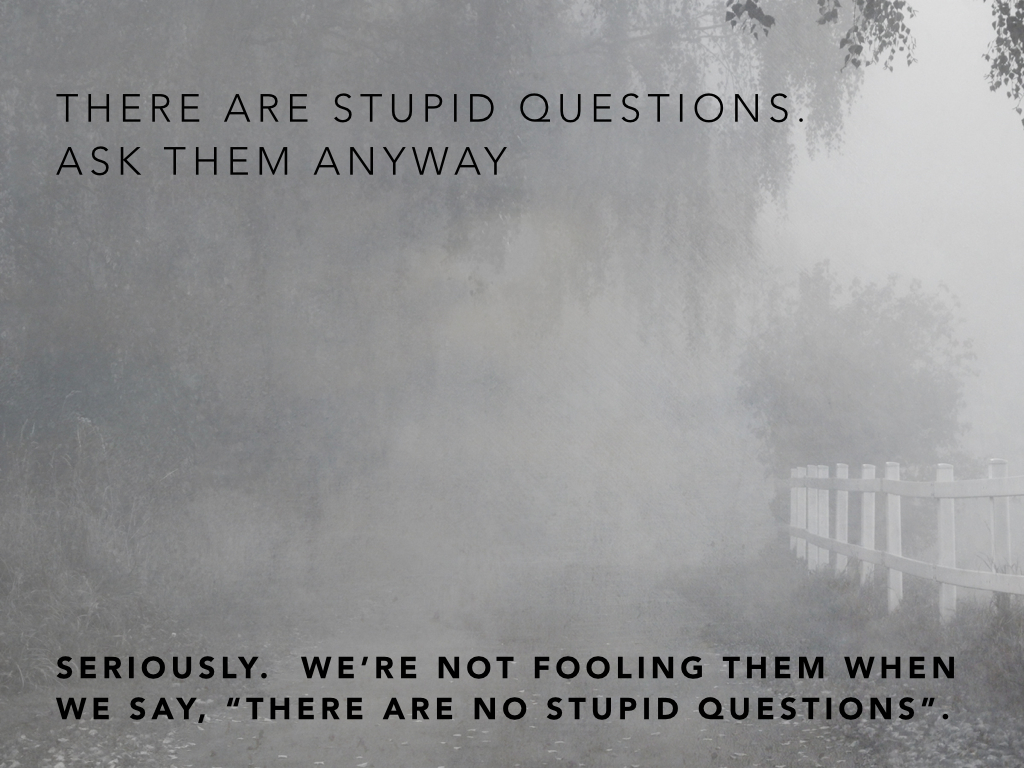 THERE ARE STUPID QUESTIONS.
ASK THEM ANYWAY
SERIOUSLY.  WE’RE NOT FOOLING THEM WHEN
WE SAY, “THERE ARE NO STUPID QUESTIONS”.